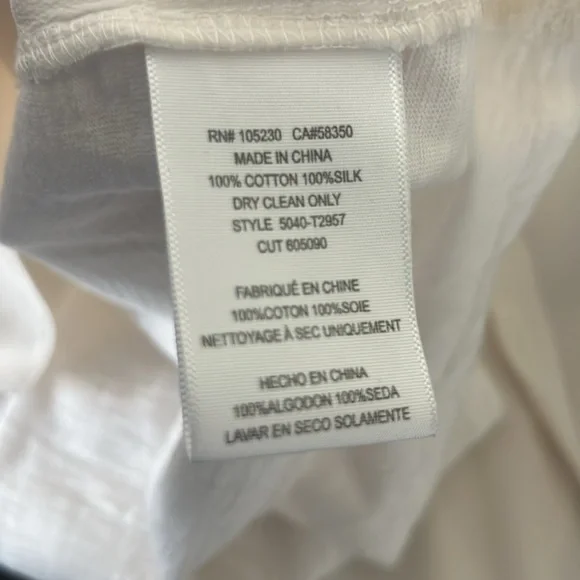 RN# 105230 CA#58350
MADE IN CHINA
100% COTTON 100%SILK
DRY CLEAN ONLY
STYLE 5040-T2957
CUT 605090
FABRIQUÉ EN CHINE
100%COTON 100%SOIE
NETTOYAGE À SEC UNIQUEMENT
HECHO EN CHINA
100%ALGODON 100%SEDA
LAVAR EN SECO SOLAMENTE